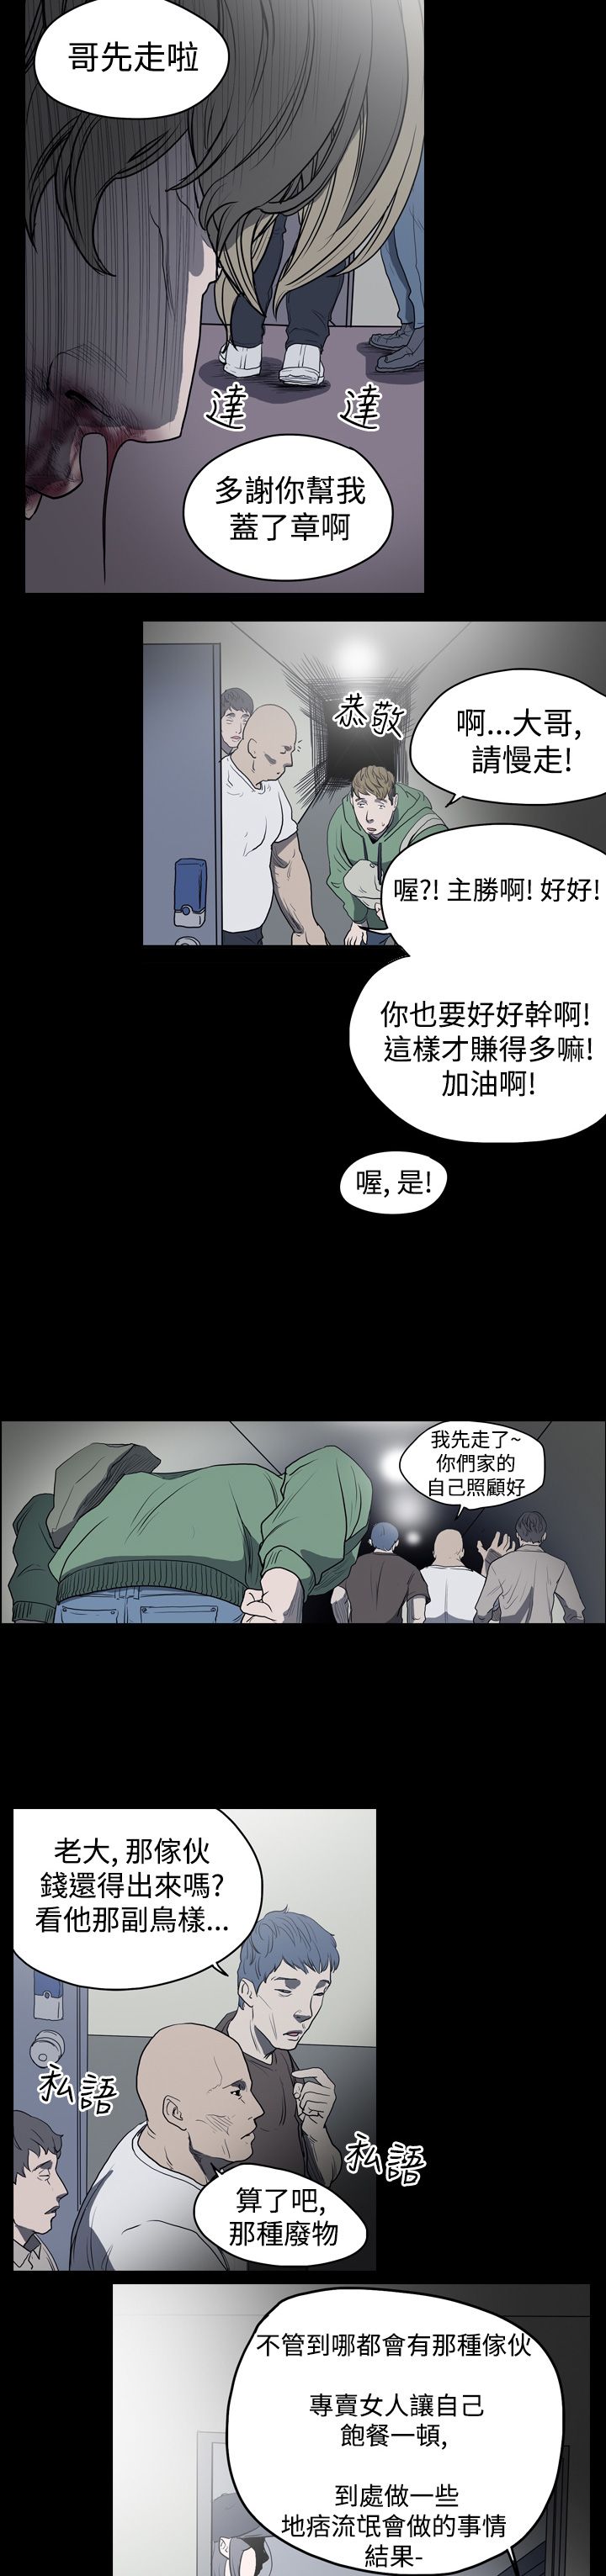 哥先走啦
達 達
多謝你幫我
蓋了章啊
恭敬
啊...大哥,
請慢走!
喔?! 主勝啊! 好好!
你也要好好幹啊!
這樣才賺得多嘛!
加油啊!
喔, 是!
我先走了~
你們家的
自己照顧好
老大, 那傢伙
錢還得出來嗎?
看他那副鳥樣...
私語
私語
算了吧,
那種廢物
不管到哪都會有那種傢伙
專賣女人讓自己
飽餐一頓,
到處做一些
地痞流氓會做的事情
結果-